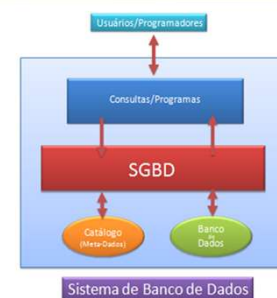 Usuários/Programadores
Consultas/Programas
SGBD
Catálogo
(Meta-Dados)
Banco
de
Dados
Sistema de Banco de Dados